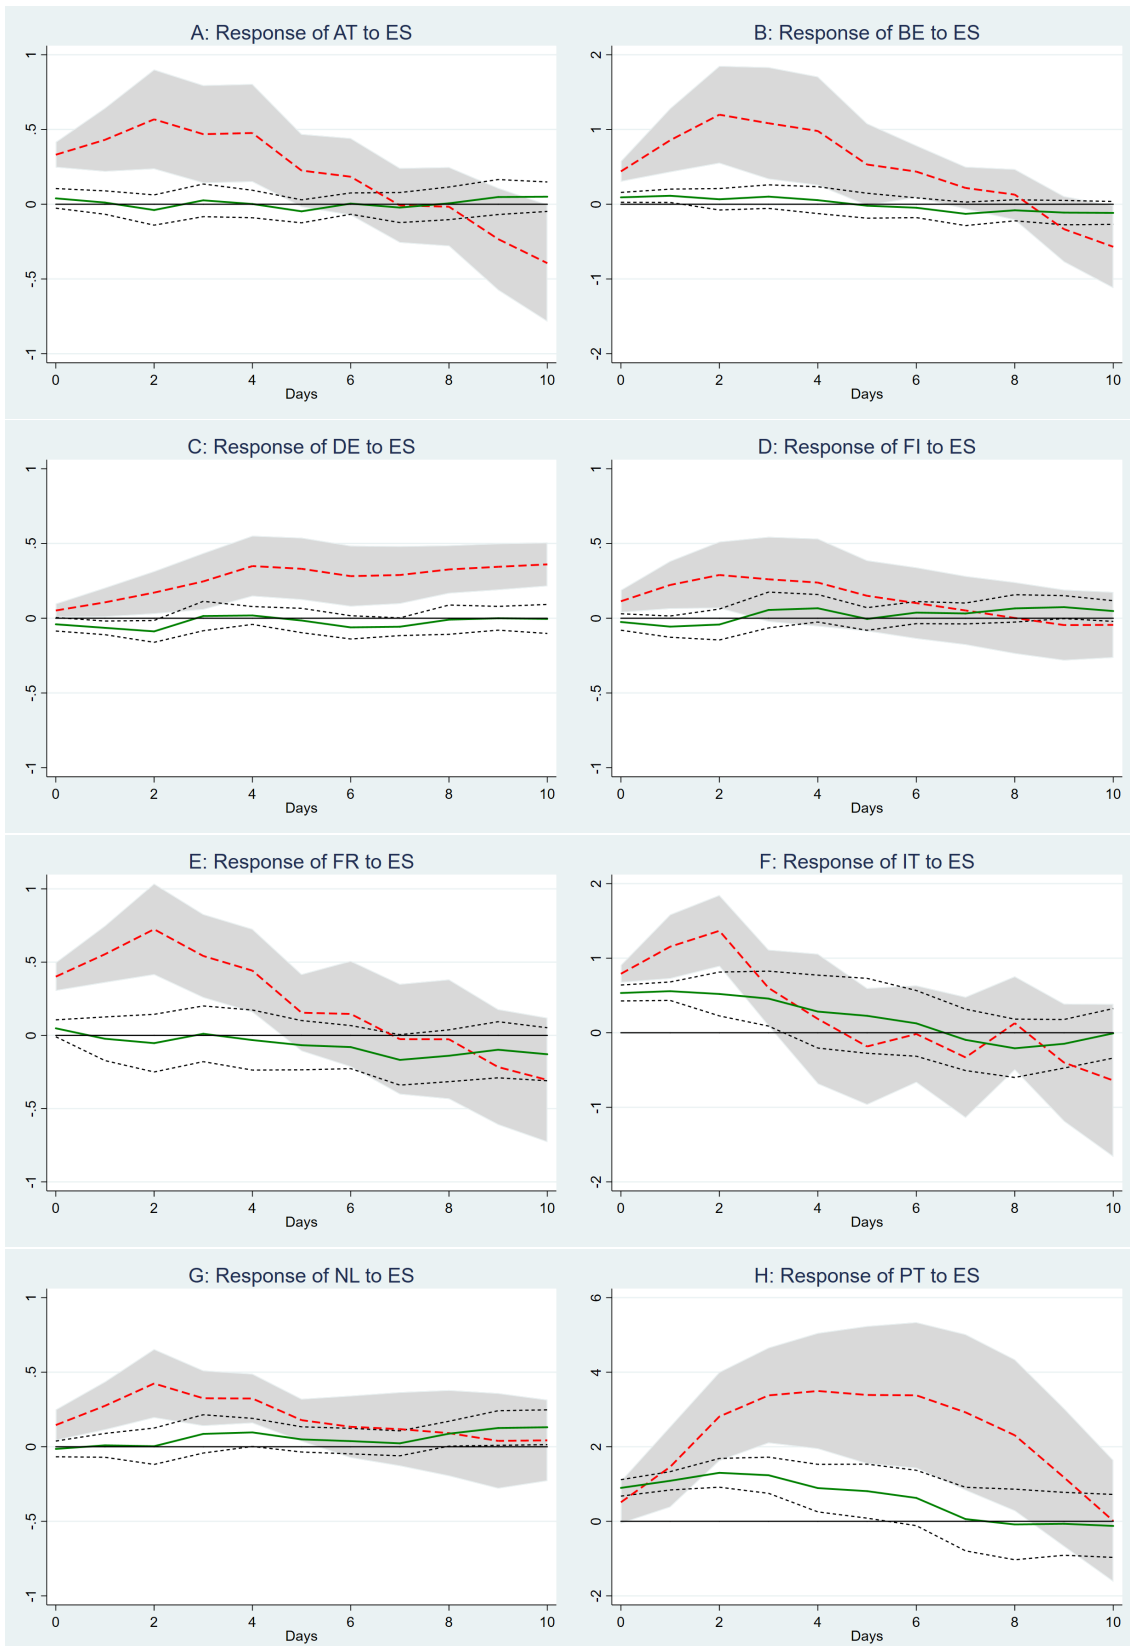 A: Response of AT to ES
1
.5
0
-.5
-1
0 2 4 6 8 10
Days
B: Response of BE to ES
2
1
0
-1
-2
0 2 4 6 8 10
Days
C: Response of DE to ES
1
.5
0
-.5
-1
0 2 4 6 8 10
Days
D: Response of FI to ES
1
.5
0
-.5
-1
0 2 4 6 8 10
Days
E: Response of FR to ES
1
.5
0
-.5
-1
0 2 4 6 8 10
Days
F: Response of IT to ES
2
1
0
-1
-2
0 2 4 6 8 10
Days
G: Response of NL to ES
1
.5
0
-.5
-1
0 2 4 6 8 10
Days
H: Response of PT to ES
6
4
2
0
-2
0 2 4 6 8 10
Days